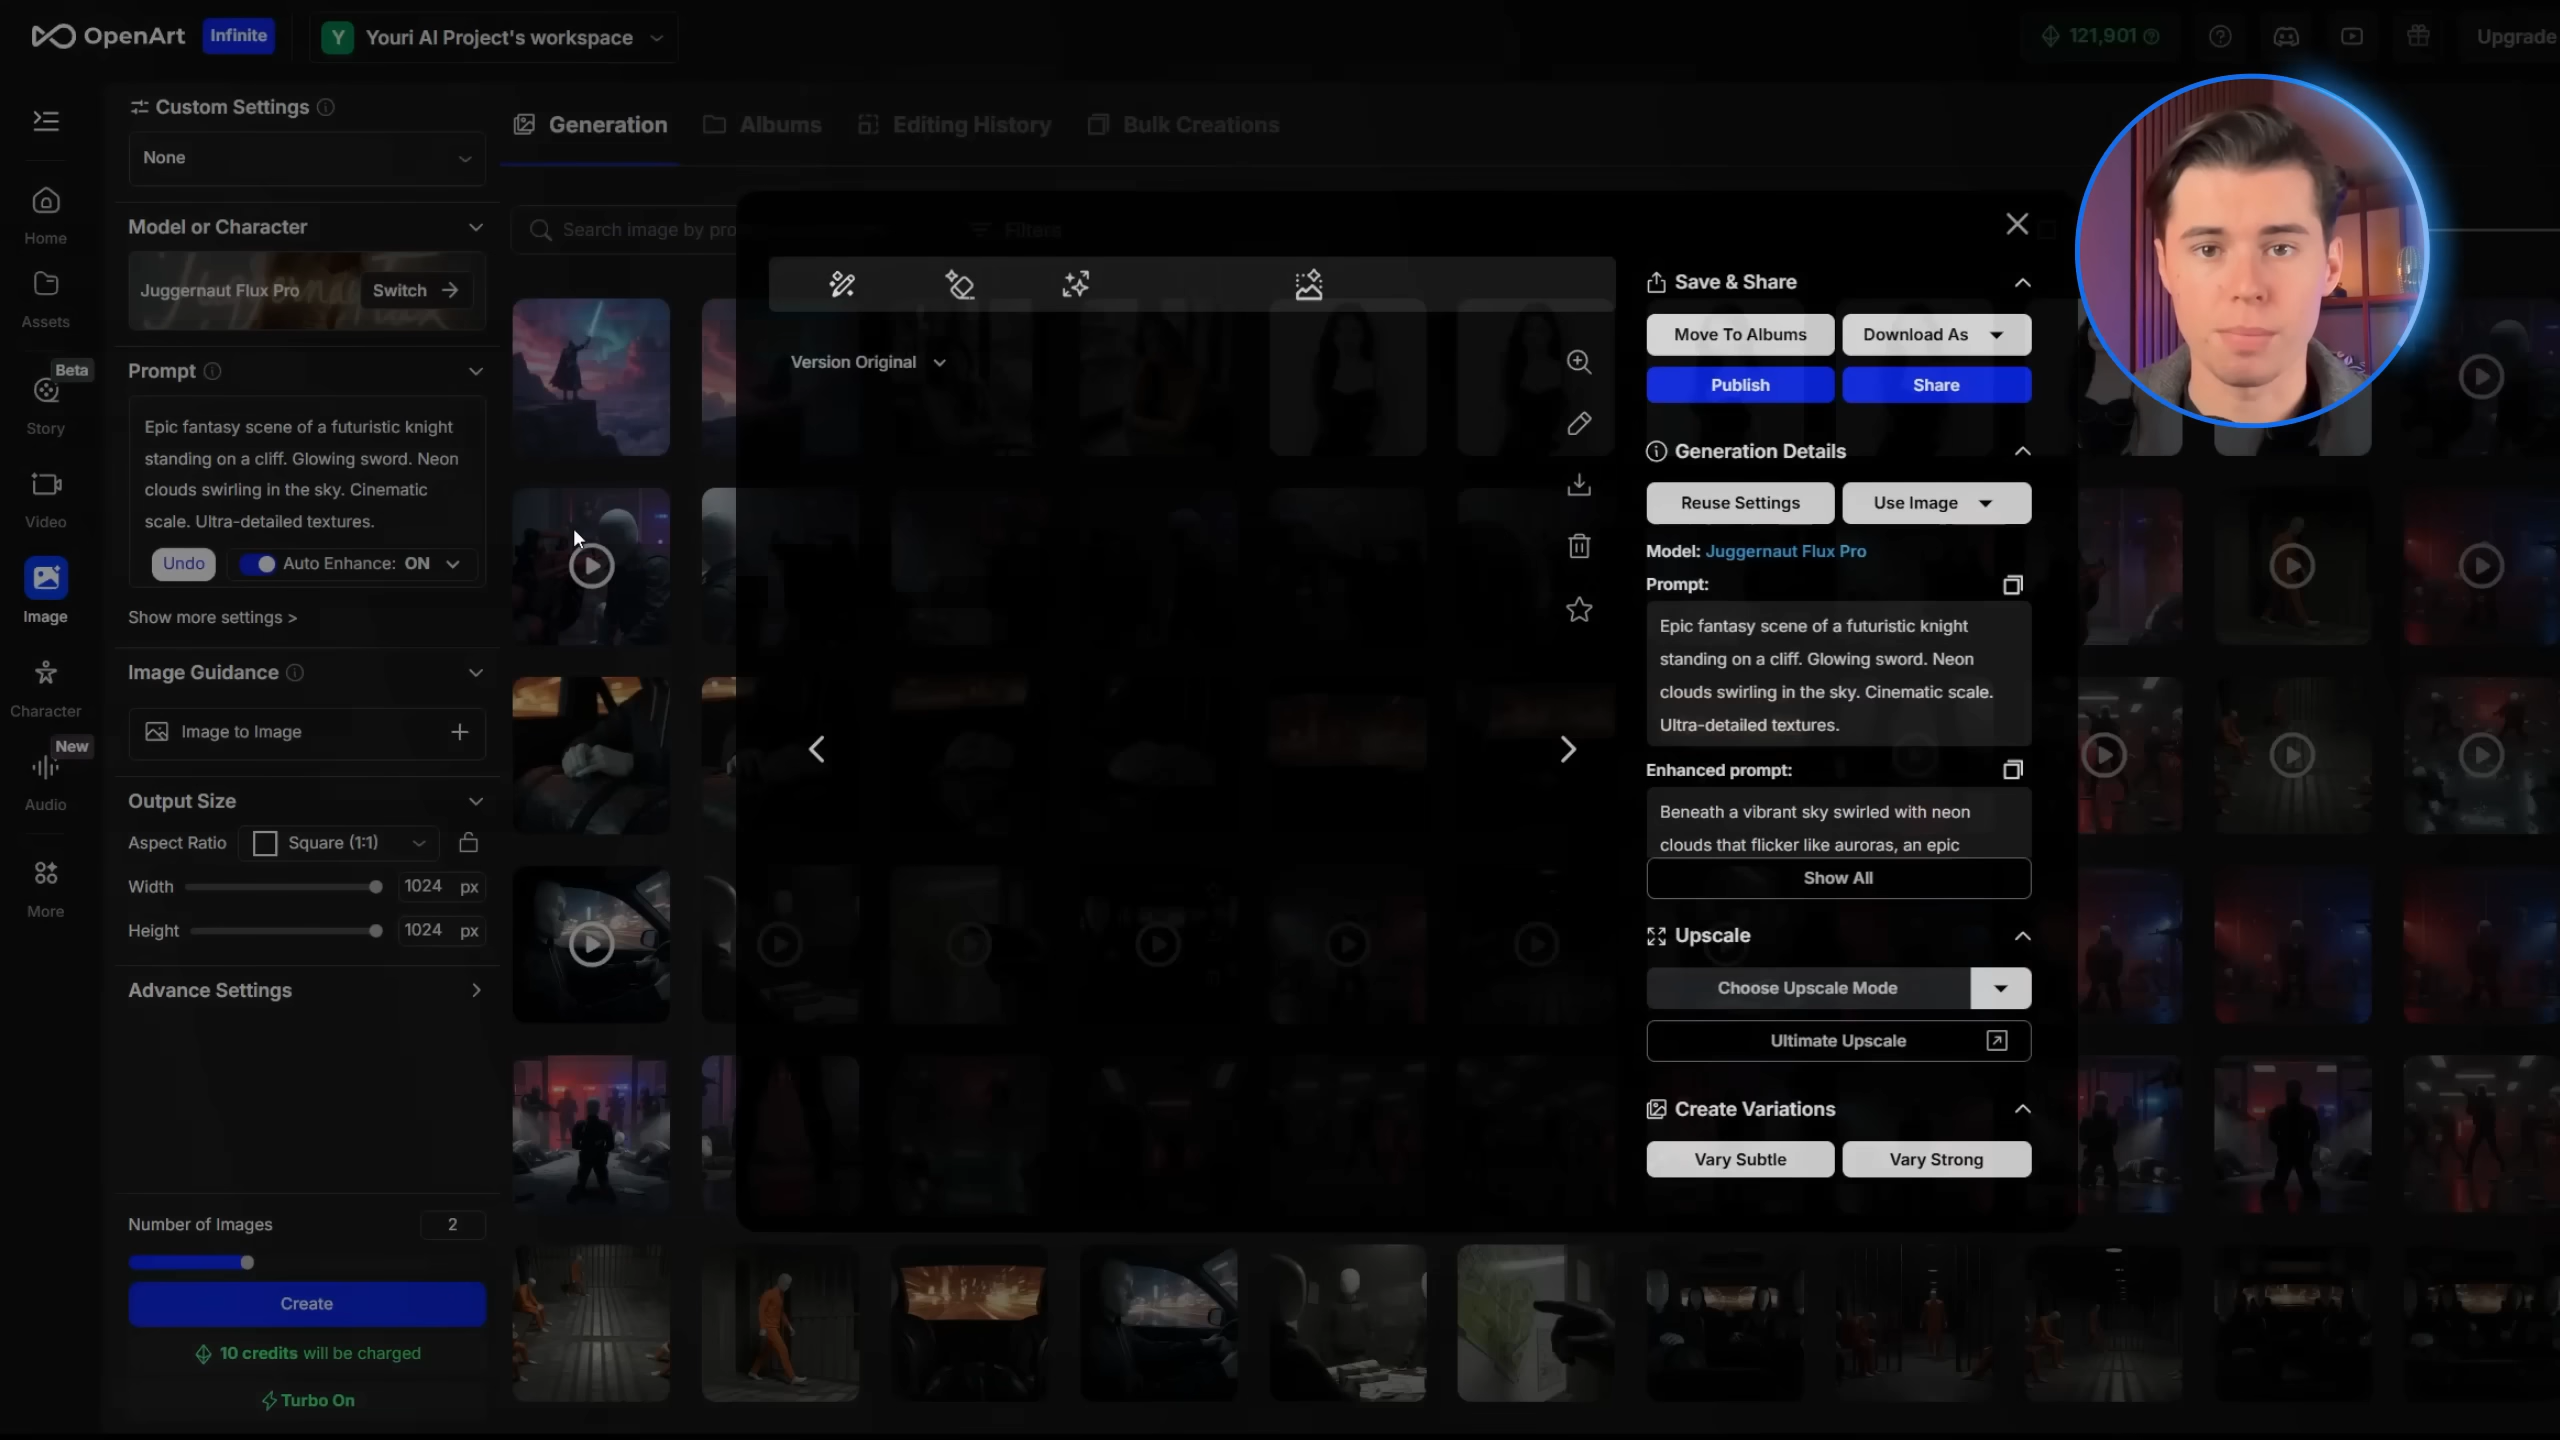 OpenArt
Infinite
Y
Youri AI Project's workspace
121,901
Upgrade
Home
Assets
Beta
Story
Video
Image
Character
New
Audio
More
Custom Settings
None
Model or Character
Juggernaut Flux Pro
Switch
Prompt
Epic fantasy scene of a futuristic knight
standing on a cliff. Glowing sword. Neon
clouds swirling in the sky. Cinematic
scale. Ultra-detailed textures.
Undo
Auto Enhance: ON
Show more settings >
Image Guidance
Image to Image
Output Size
Aspect Ratio
Square (1:1)
Width
1024 px
Height
1024 px
Advance Settings
Number of Images
2
Create
10 credits will be charged
Turbo On
Generation
Albums
Editing History
Bulk Creations
Search image by pro
Filters
Version Original
Save & Share
Move To Albums
Download As
Publish
Share
Generation Details
Reuse Settings
Use Image
Model: Juggernaut Flux Pro
Prompt:
Epic fantasy scene of a futuristic knight
standing on a cliff. Glowing sword. Neon
clouds swirling in the sky. Cinematic scale.
Ultra-detailed textures.
Enhanced prompt:
Beneath a vibrant sky swirled with neon
clouds that flicker like auroras, an epic
Show All
Upscale
Choose Upscale Mode
Ultimate Upscale
Create Variations
Vary Subtle
Vary Strong